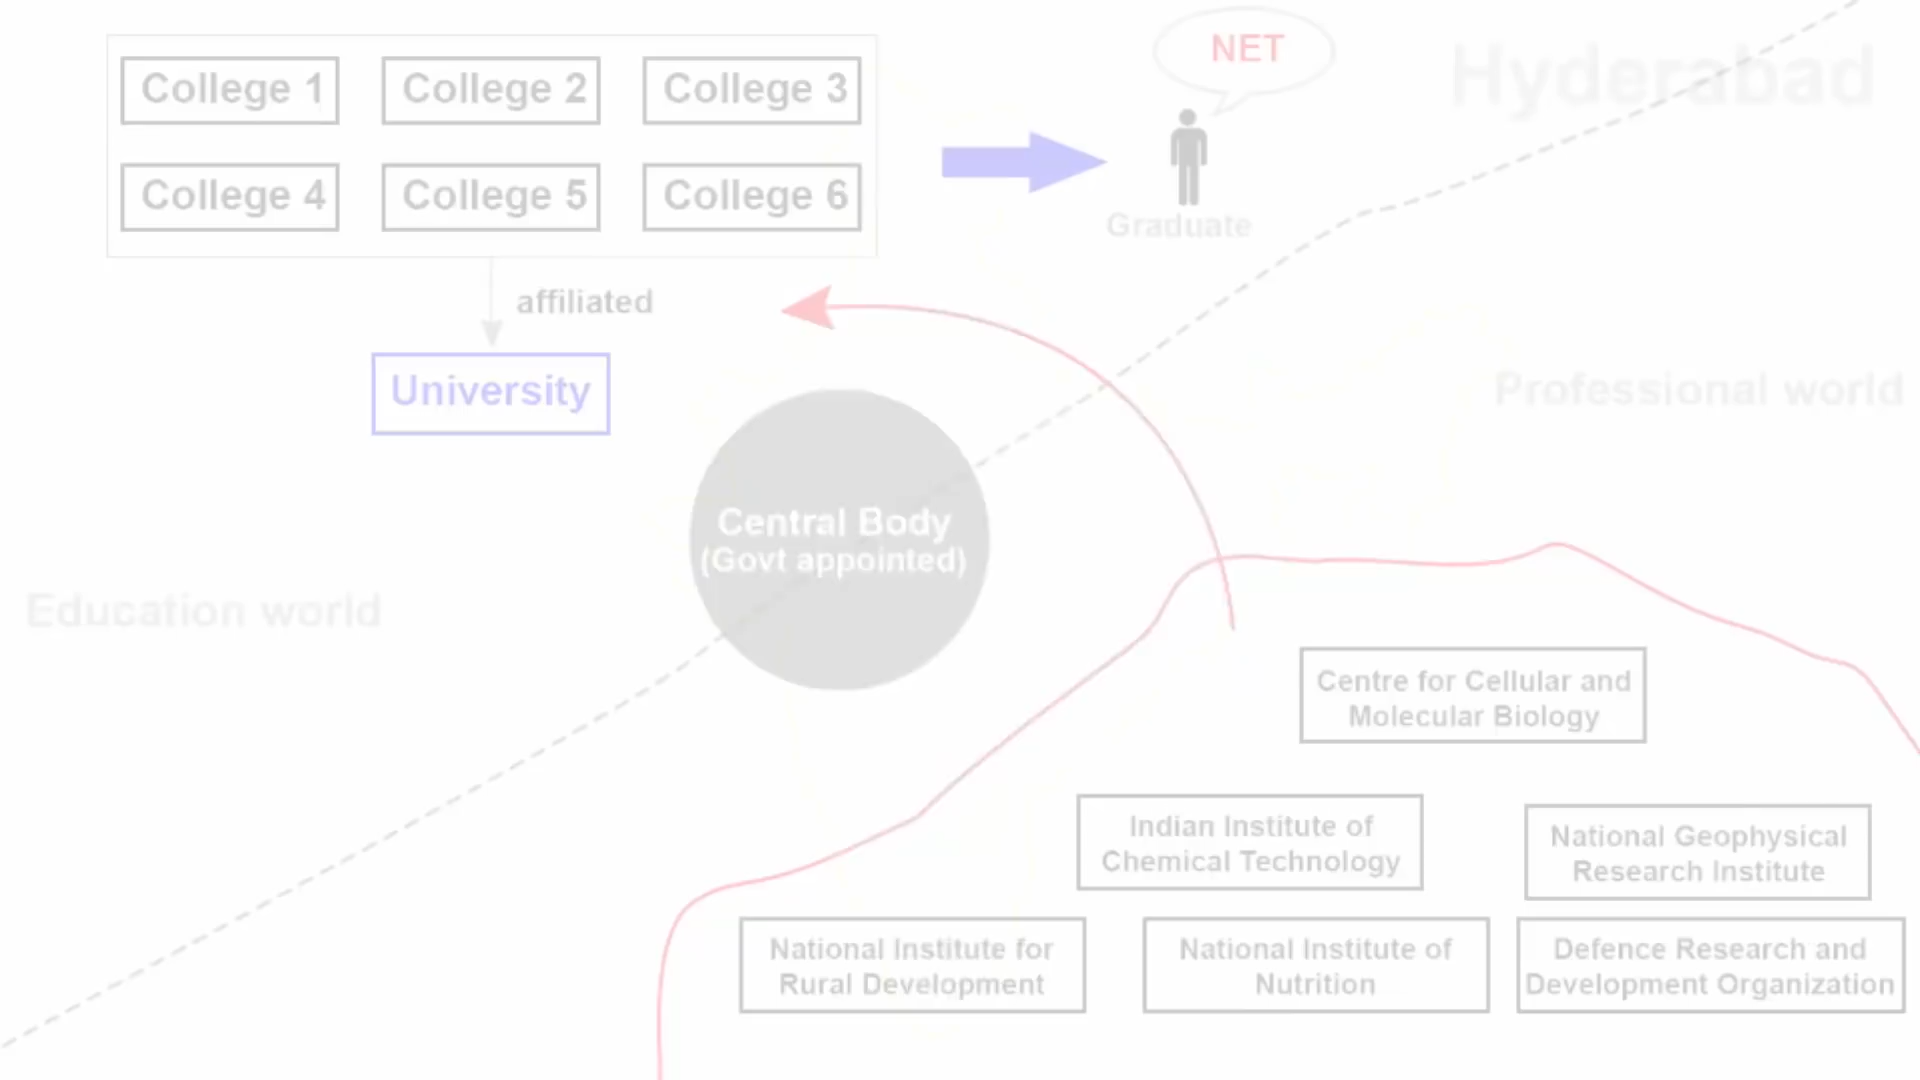 NET
Hyderabad
College 1
College 2
College 3
College 4
College 5
College 6
Graduate
affiliated
University
Professional world
Central Body
(Govt appointed)
Education world
Centre for Cellular and
Molecular Biology
Indian Institute of
Chemical Technology
National Geophysical
Research Institute
National Institute for
Rural Development
National Institute of
Nutrition
Defence Research and
Development Organization